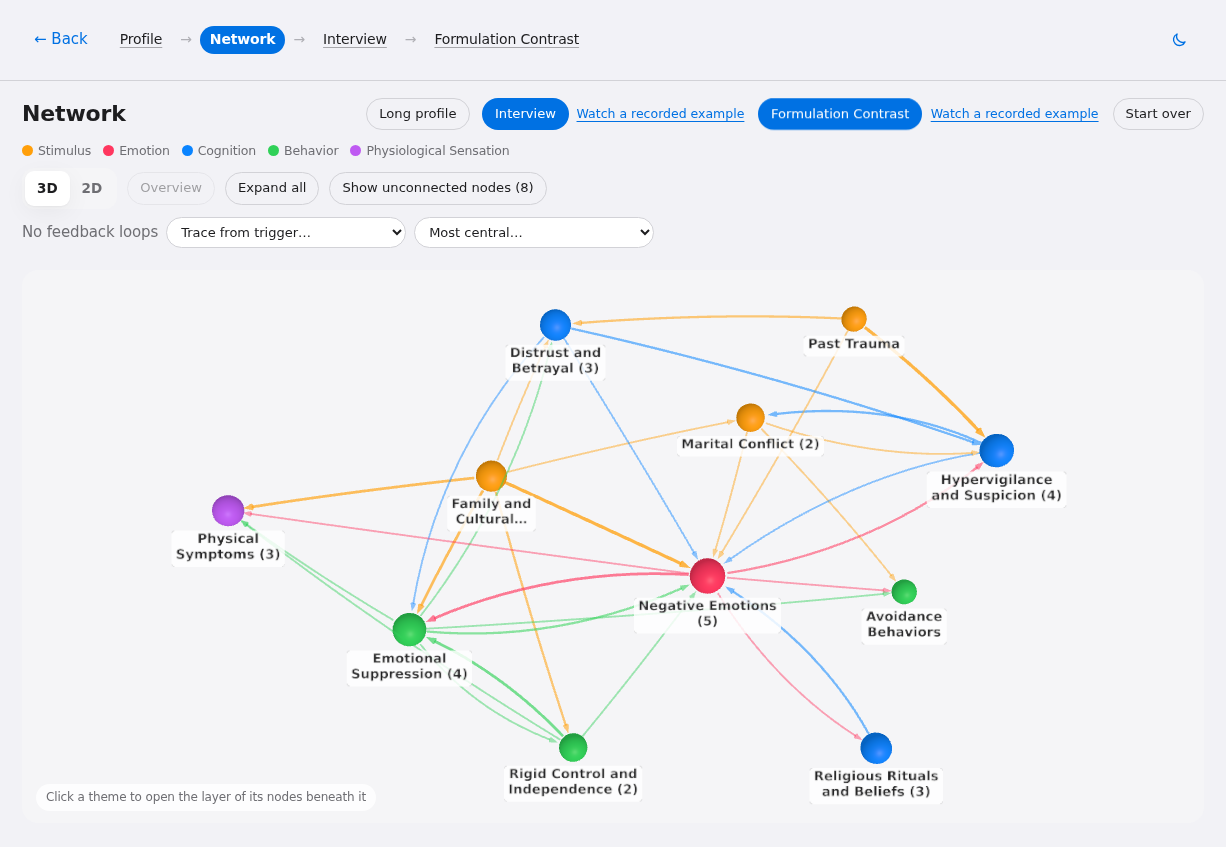 ← Back
Profile → Network → Interview → Formulation Contrast
Network
Long profile
Interview
Watch a recorded example
Formulation Contrast
Watch a recorded example
Start over
Stimulus
Emotion
Cognition
Behavior
Physiological Sensation
3D
2D
Overview
Expand all
Show unconnected nodes (8)
No feedback loops
Trace from trigger...
Most central...
Distrust and
Betrayal (3)
Past Trauma
Marital Conflict (2)
Hypervigilance
and Suspicion (4)
Family and
Cultural...
Physical
Symptoms (3)
Negative Emotions
(5)
Avoidance
Behaviors
Emotional
Suppression (4)
Rigid Control and
Independence (2)
Religious Rituals
and Beliefs (3)
Click a theme to open the layer of its nodes beneath it